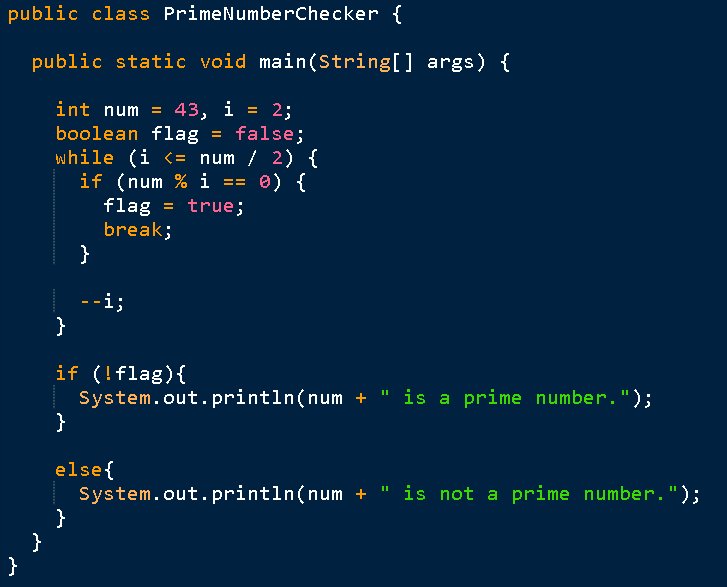 public class PrimeNumberChecker {
public static void main(String[] args) {
int num = 43, i = 2;
boolean flag = false;
while (i <= num / 2) {
if (num % i == 0) {
flag = true;
break;
}
--i;
}
if (!flag){
System.out.println(num + " is a prime number.");
}
else{
System.out.println(num + " is not a prime number.");
}
}
}